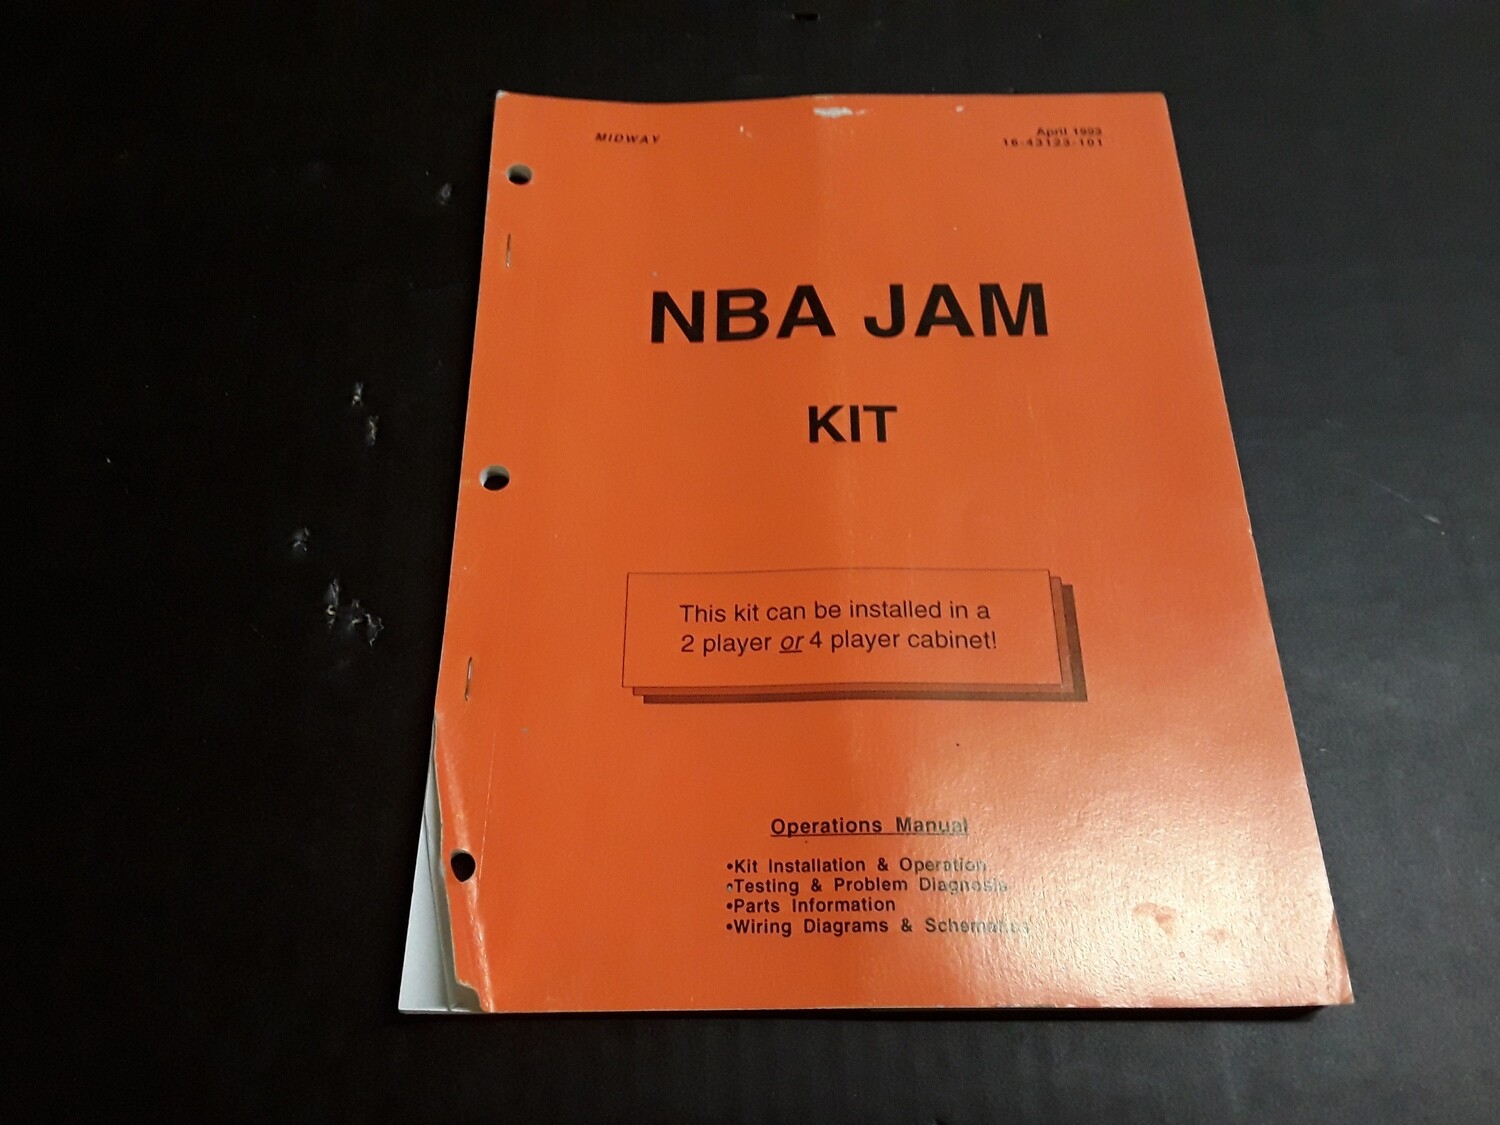 MIDWAY
April 1993
16-43123-101
NBA JAM
KIT
This kit can be installed in a
2 player or 4 player cabinet!
Operations Manual
•Kit Installation & Operation
•Testing & Problem Diagnosis
•Parts Information
•Wiring Diagrams & Schematics